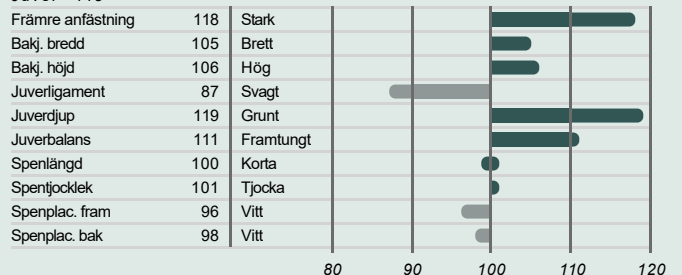 Främre anfästning 118 Stark
Bakj. bredd 105 Brett
Bakj. höjd 106 Hög
Juverligament 87 Svagt
Juverdjup 119 Grunt
Juverbalans 111 Framtungt
Spenlängd 100 Korta
Spentjocklek 101 Tjocka
Spenplac. fram 96 Vitt
Spenplac. bak 98 Vitt
80 90 100 110 120